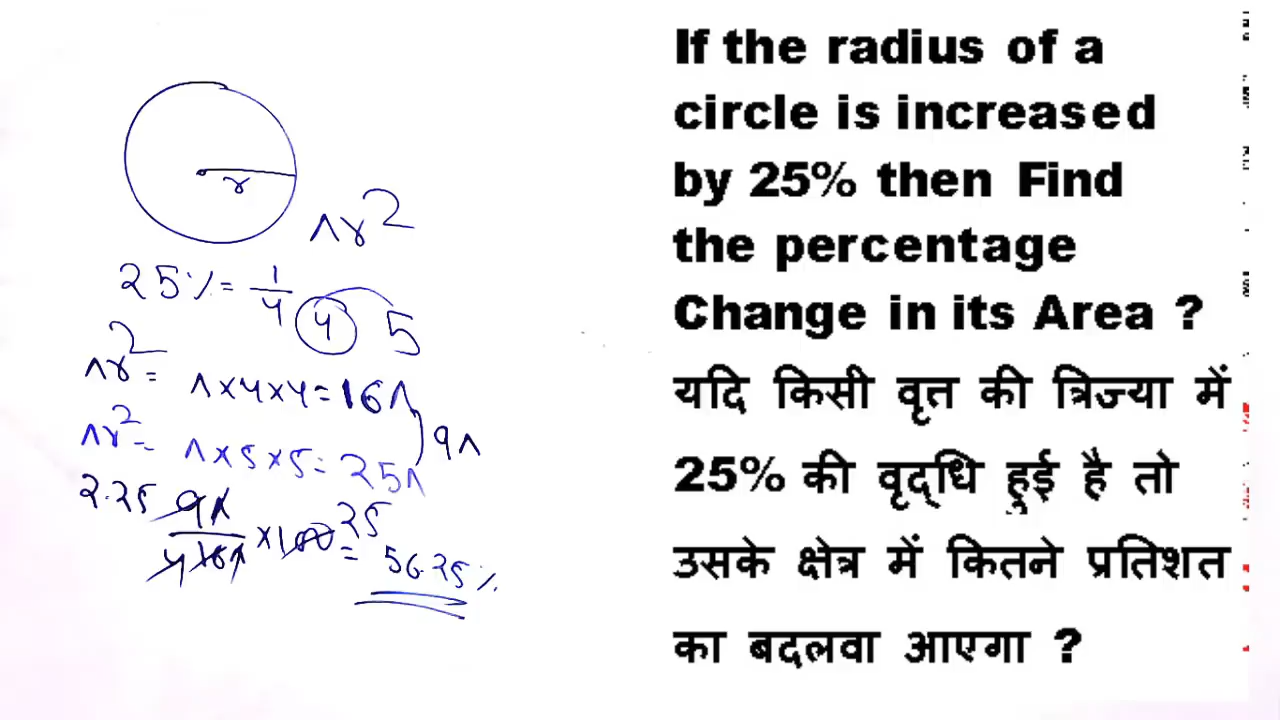 r
πr²
25% = 1/4
4 5
πr² = π×4×4 = 16π
πr² = π×5×5 = 25π
9π
2.25 9π/16π ×100 = 56.25%
4 25
If the radius of a
circle is increased
by 25% then Find
the percentage
Change in its Area ?
यदि किसी वृत की त्रिज्या में
25% की वृद्धि हुई है तो
उसके क्षेत्र में कितने प्रतिशत
का बदलवा आएगा ?